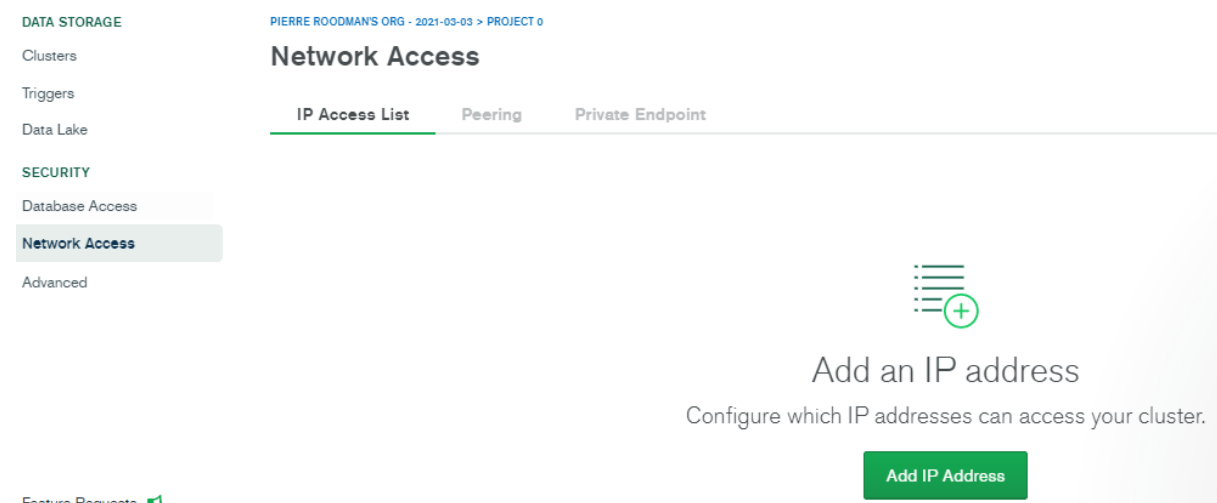 DATA STORAGE
Clusters
Triggers
Data Lake
SECURITY
Database Access
Network Access
Advanced
Feature Requests
PIERRE ROODMAN'S ORG - 2021-03-03 > PROJECT 0
Network Access
IP Access List Peering Private Endpoint
Add an IP address
Configure which IP addresses can access your cluster.
Add IP Address